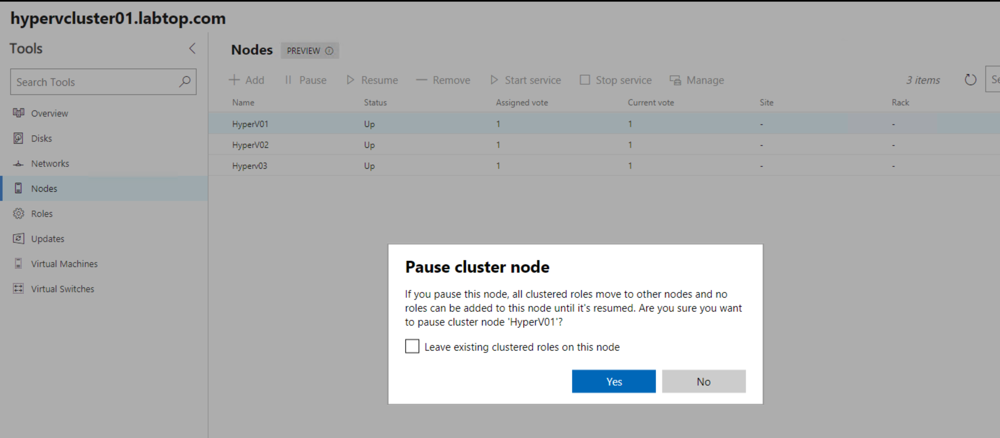 hypervcluster01.labtop.com
Tools
Search Tools
Overview
Disks
Networks
Nodes
Roles
Updates
Virtual Machines
Virtual Switches
Nodes PREVIEW
Add Pause Resume Remove Start service Stop service Manage 3 items Se
Name Status Assigned vote Current vote Site Rack
HyperV01 Up 1 1 - -
HyperV02 Up 1 1 - -
Hyperv03 Up 1 1 - -
Pause cluster node
If you pause this node, all clustered roles move to other nodes and no
roles can be added to this node until it's resumed. Are you sure you want
to pause cluster node 'HyperV01'?
Leave existing clustered roles on this node
Yes No